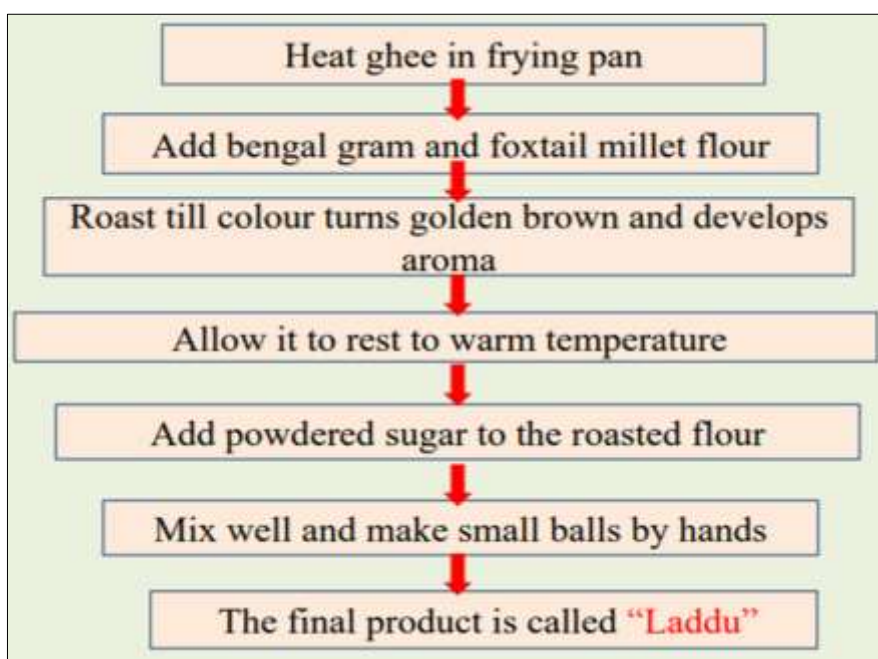 Heat ghee in frying pan
Add bengal gram and foxtail millet flour
Roast till colour turns golden brown and develops
aroma
Allow it to rest to warm temperature
Add powdered sugar to the roasted flour
Mix well and make small balls by hands
The final product is called “Laddu”